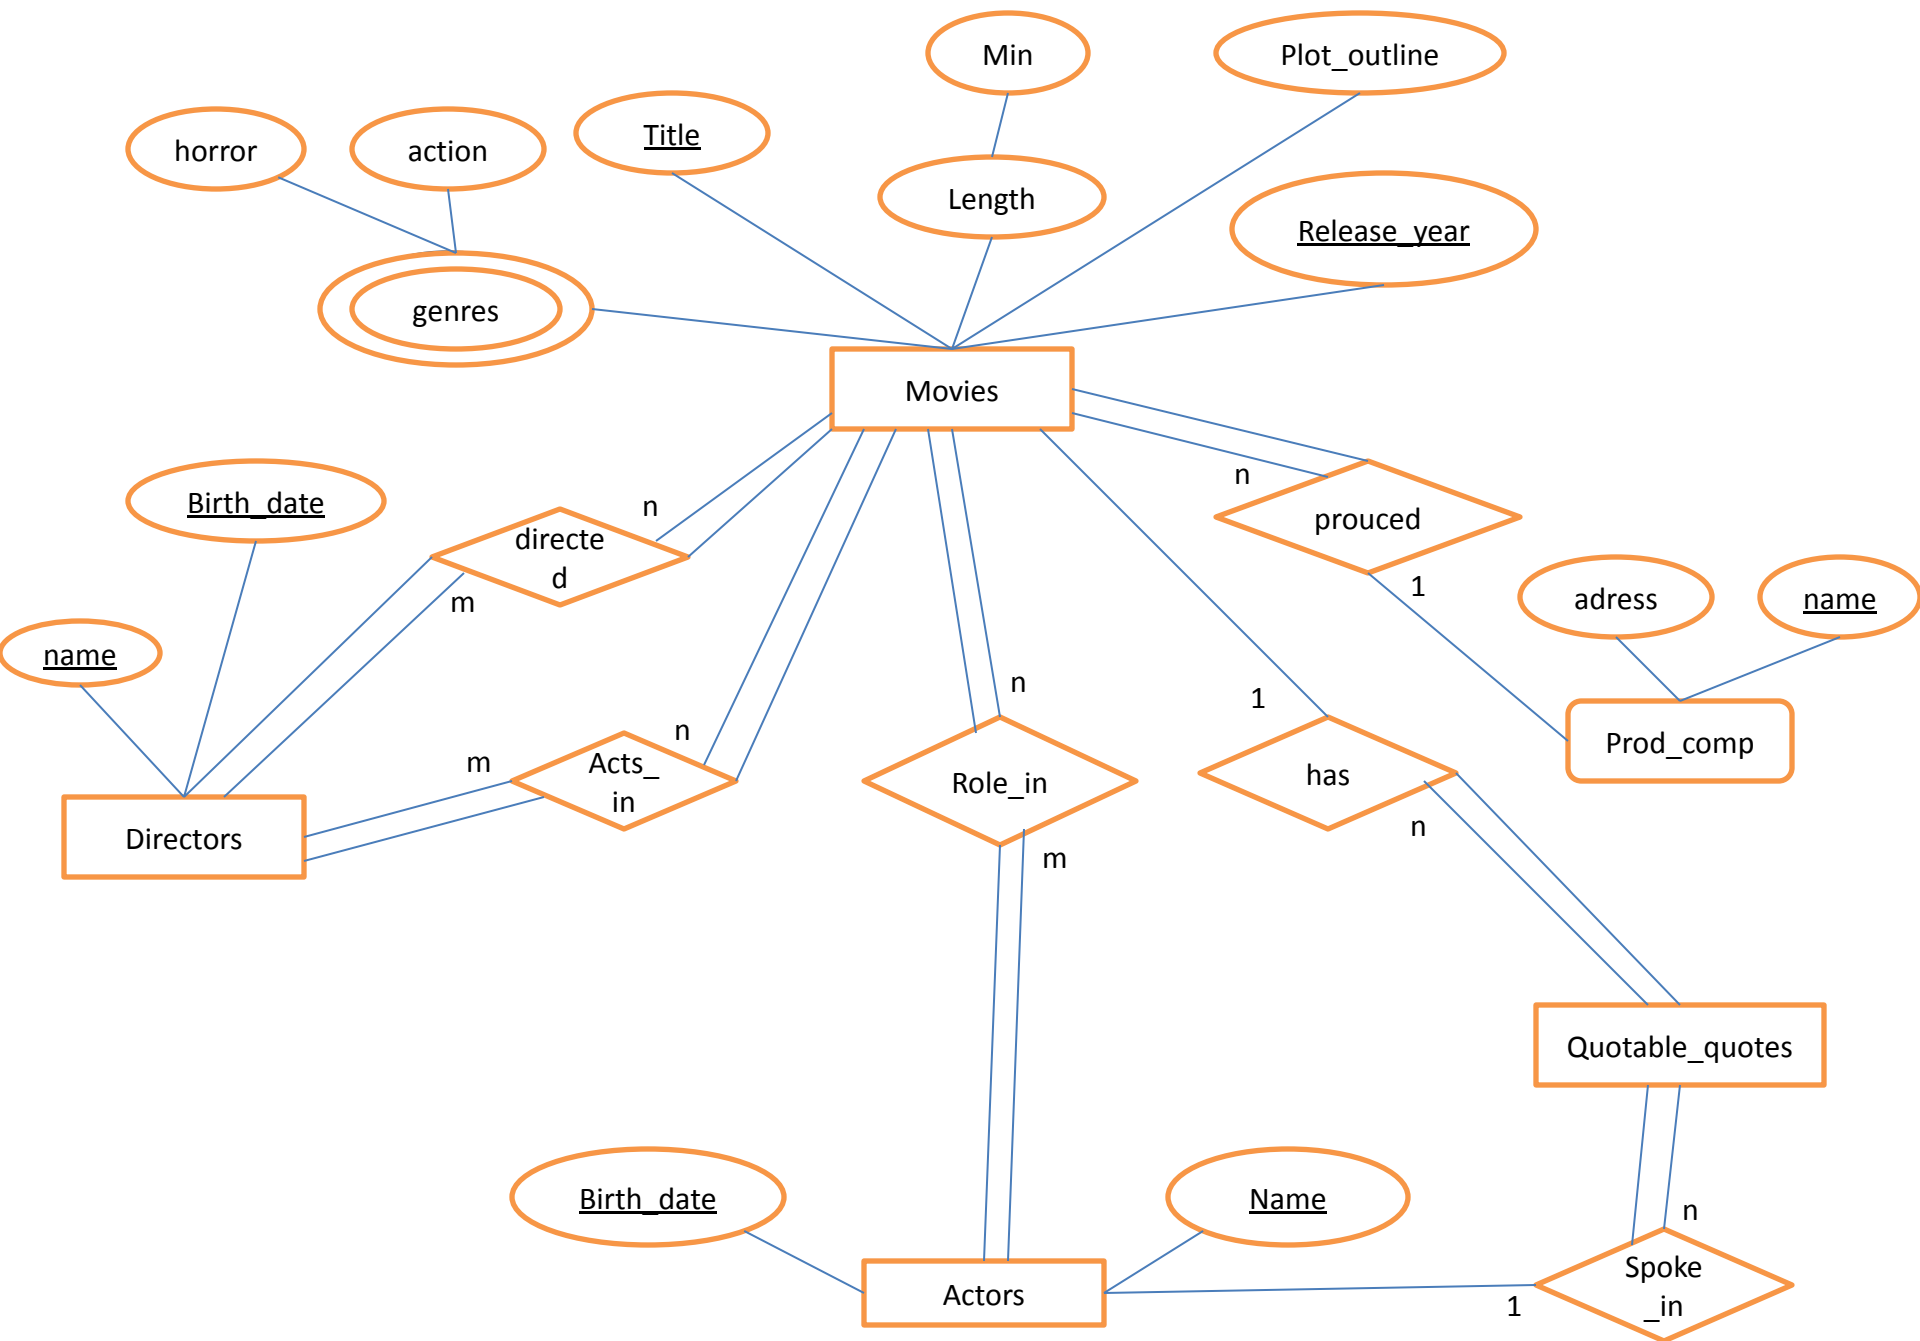 Min
Plot_outline
horror
action
Title
Length
Release_year
genres
Movies
n
Birth_date
n
directe
d
prouced
m
1
adress
name
name
n
1
n
m
Acts_
in
Role_in
has
Prod_comp
Directors
n
m
Quotable_quotes
Birth_date
Name
n
Spoke
_in
Actors
1